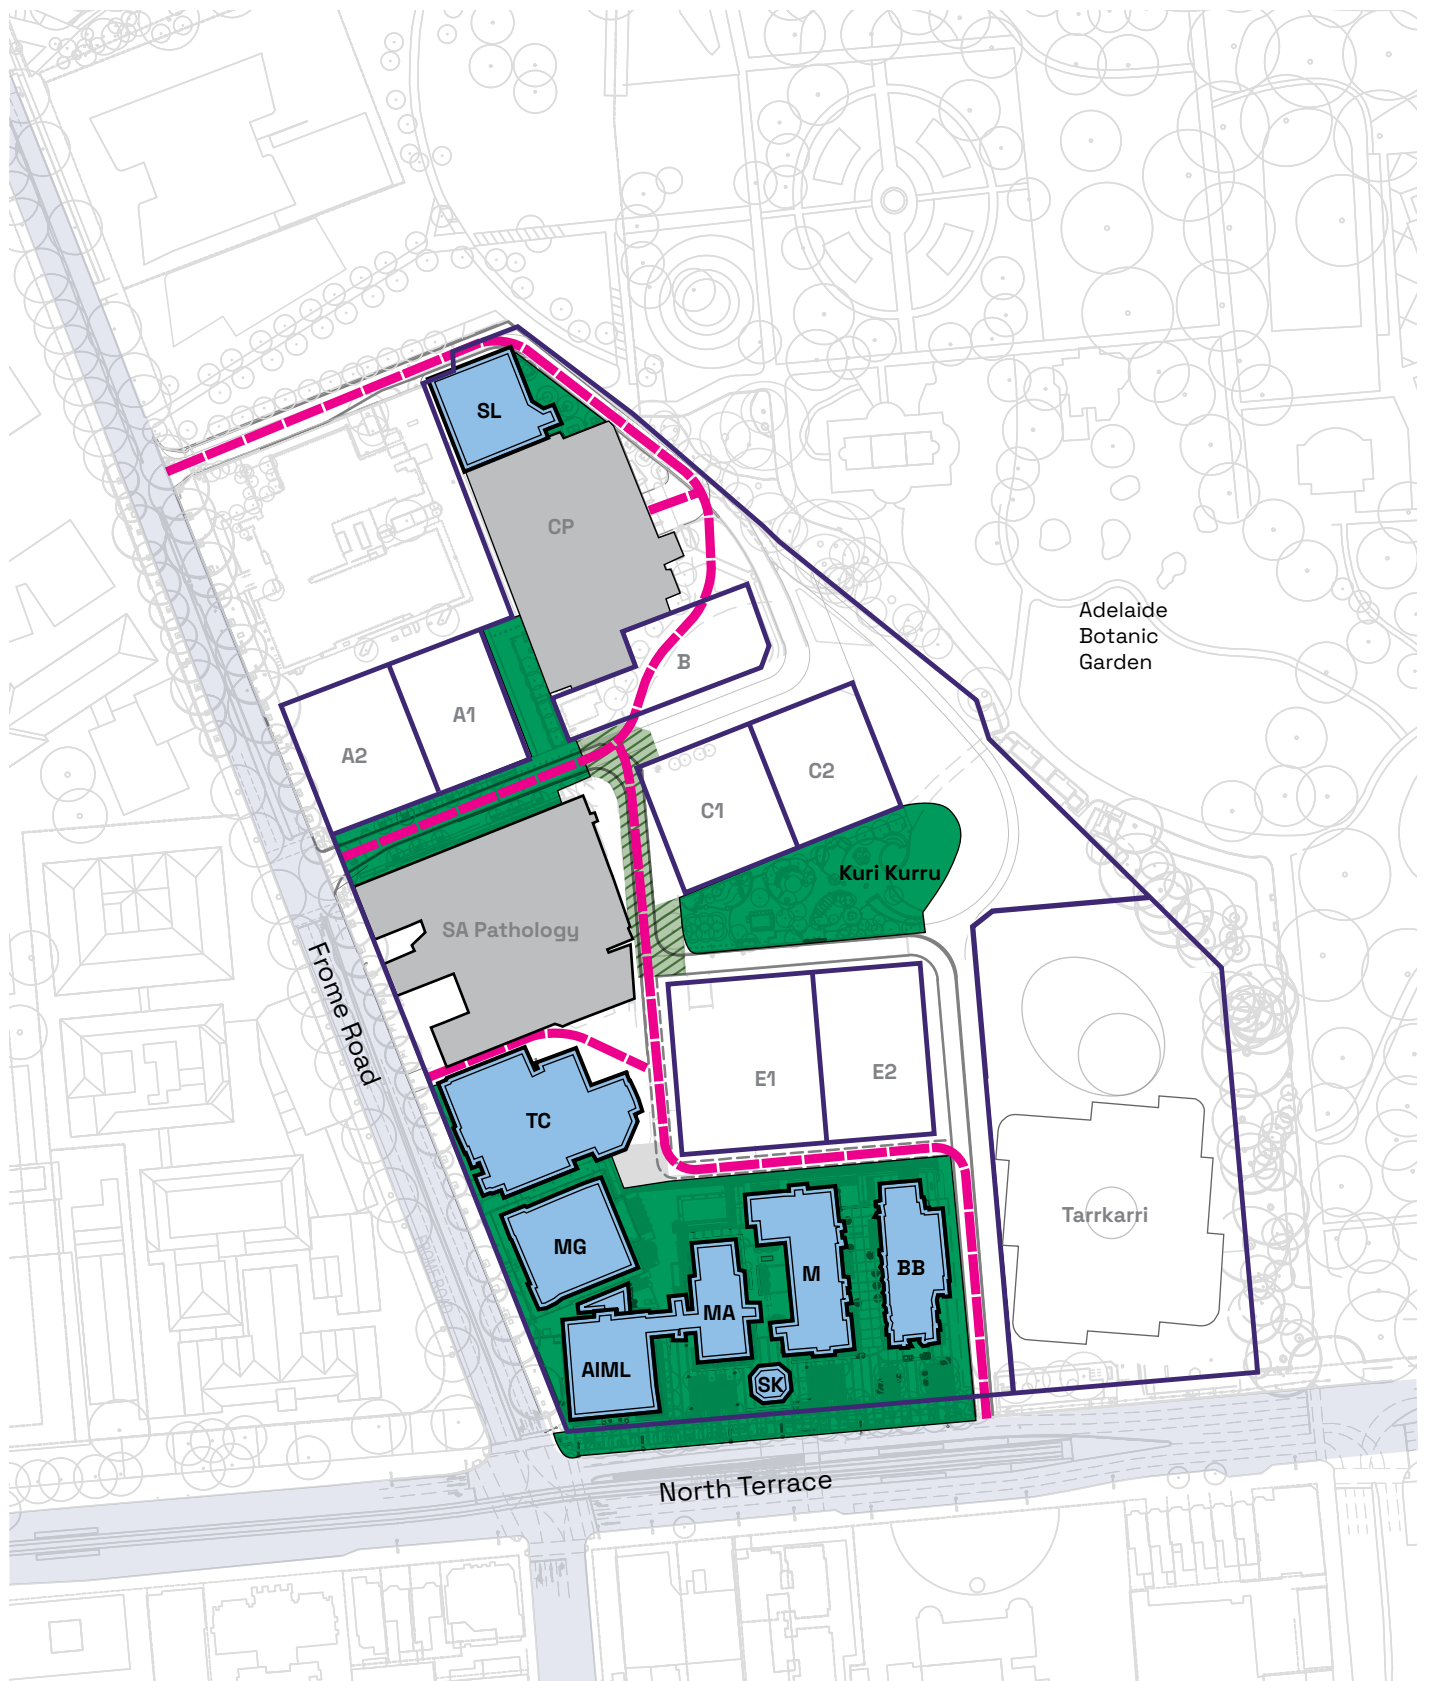 SL
CP
Adelaide
Botanic
Garden
B
A1
A2
C2
C1
Kuri Kurru
SA Pathology
Frome Road
E1
E2
TC
Tarrkarri
MG
M
BB
MA
AIML
SK
North Terrace